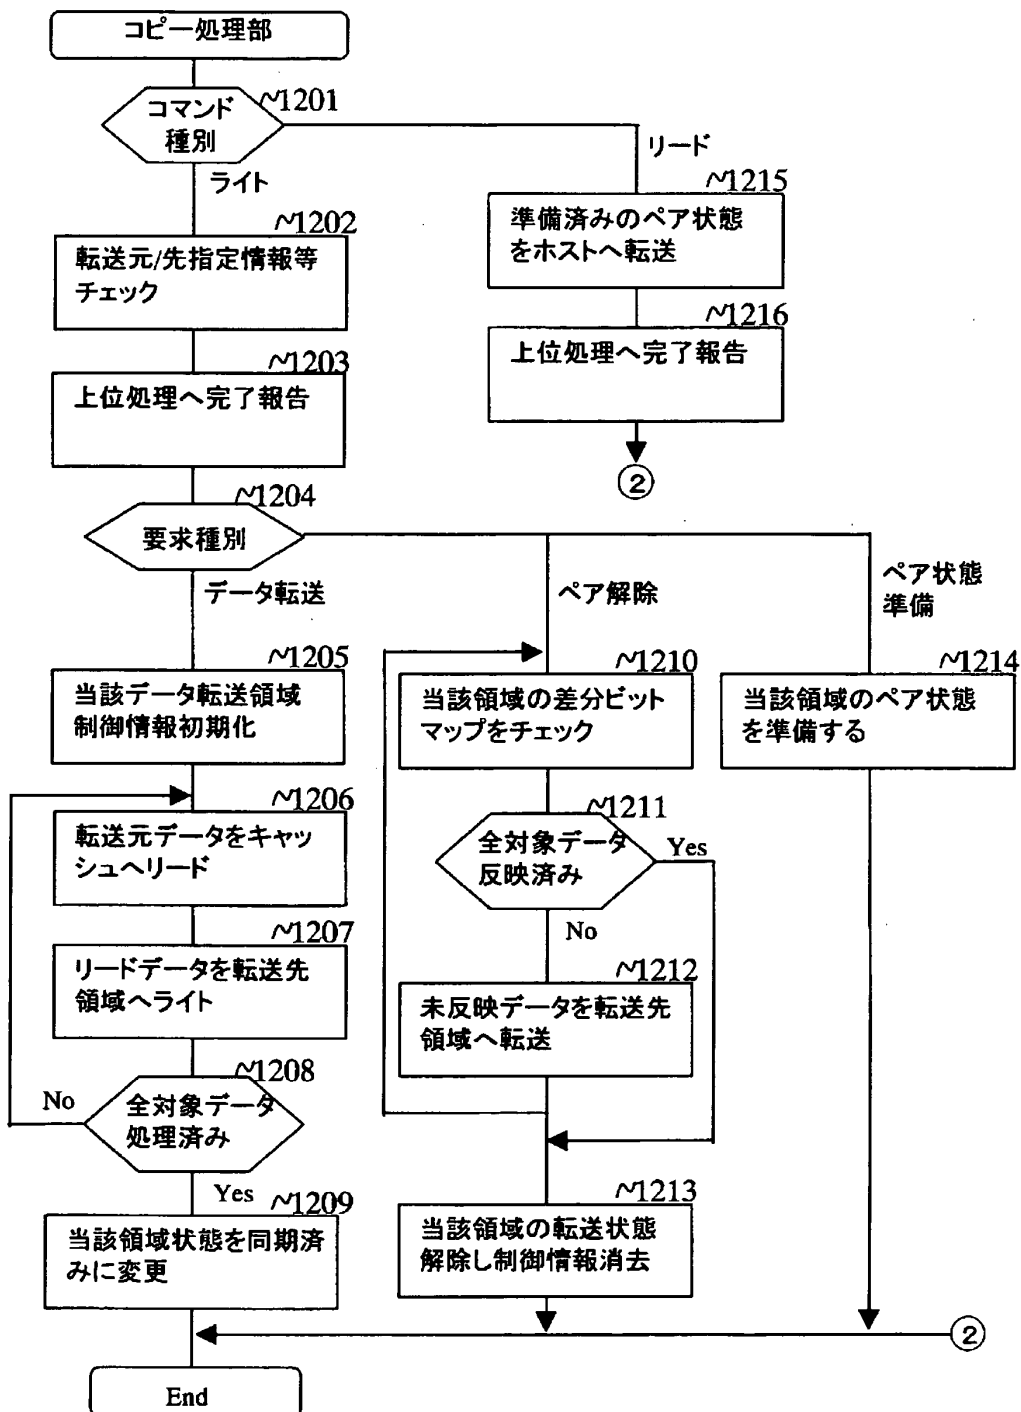 コピー処理部
~1201
コマンド
種別
ライト
リード
~1202
転送元/先指定情報等
チェック
~1203
上位処理へ完了報告
~1215
準備済みのペア状態
をホストへ転送
~1216
上位処理へ完了報告
②
~1204
要求種別
データ転送
ペア解除
ペア状態
準備
~1205
当該データ転送領域
制御情報初期化
~1206
転送元データをキャッ
シュへリード
~1207
リードデータを転送先
領域へライト
~1208
全対象データ
処理済み
No
Yes
~1209
当該領域状態を同期済
みに変更
~1210
当該領域の差分ビット
マップをチェック
~1211
全対象データ
反映済み
Yes
No
~1212
未反映データを転送先
領域へ転送
~1213
当該領域の転送状態
解除し制御情報消去
~1214
当該領域のペア状態
を準備する
②
End